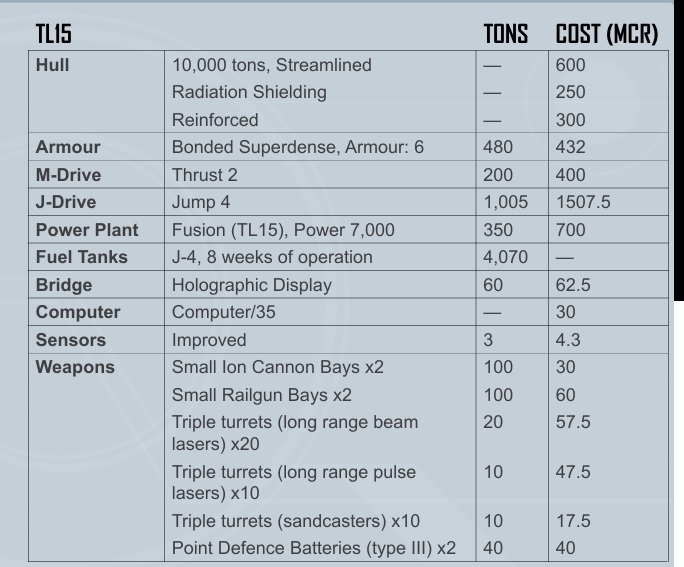 TL15 TONS COST (MCR)
Hull 10,000 tons, Streamlined — 600
Radiation Shielding — 250
Reinforced — 300
Armour Bonded Superdense, Armour: 6 480 432
M-Drive Thrust 2 200 400
J-Drive Jump 4 1,005 1507.5
Power Plant Fusion (TL15), Power 7,000 350 700
Fuel Tanks J-4, 8 weeks of operation 4,070 —
Bridge Holographic Display 60 62.5
Computer Computer/35 — 30
Sensors Improved 3 4.3
Weapons Small Ion Cannon Bays x2 100 30
Small Railgun Bays x2 100 60
Triple turrets (long range beam 20 57.5
lasers) x20
Triple turrets (long range pulse 10 47.5
lasers) x10
Triple turrets (sandcasters) x10 10 17.5
Point Defence Batteries (type III) x2 40 40